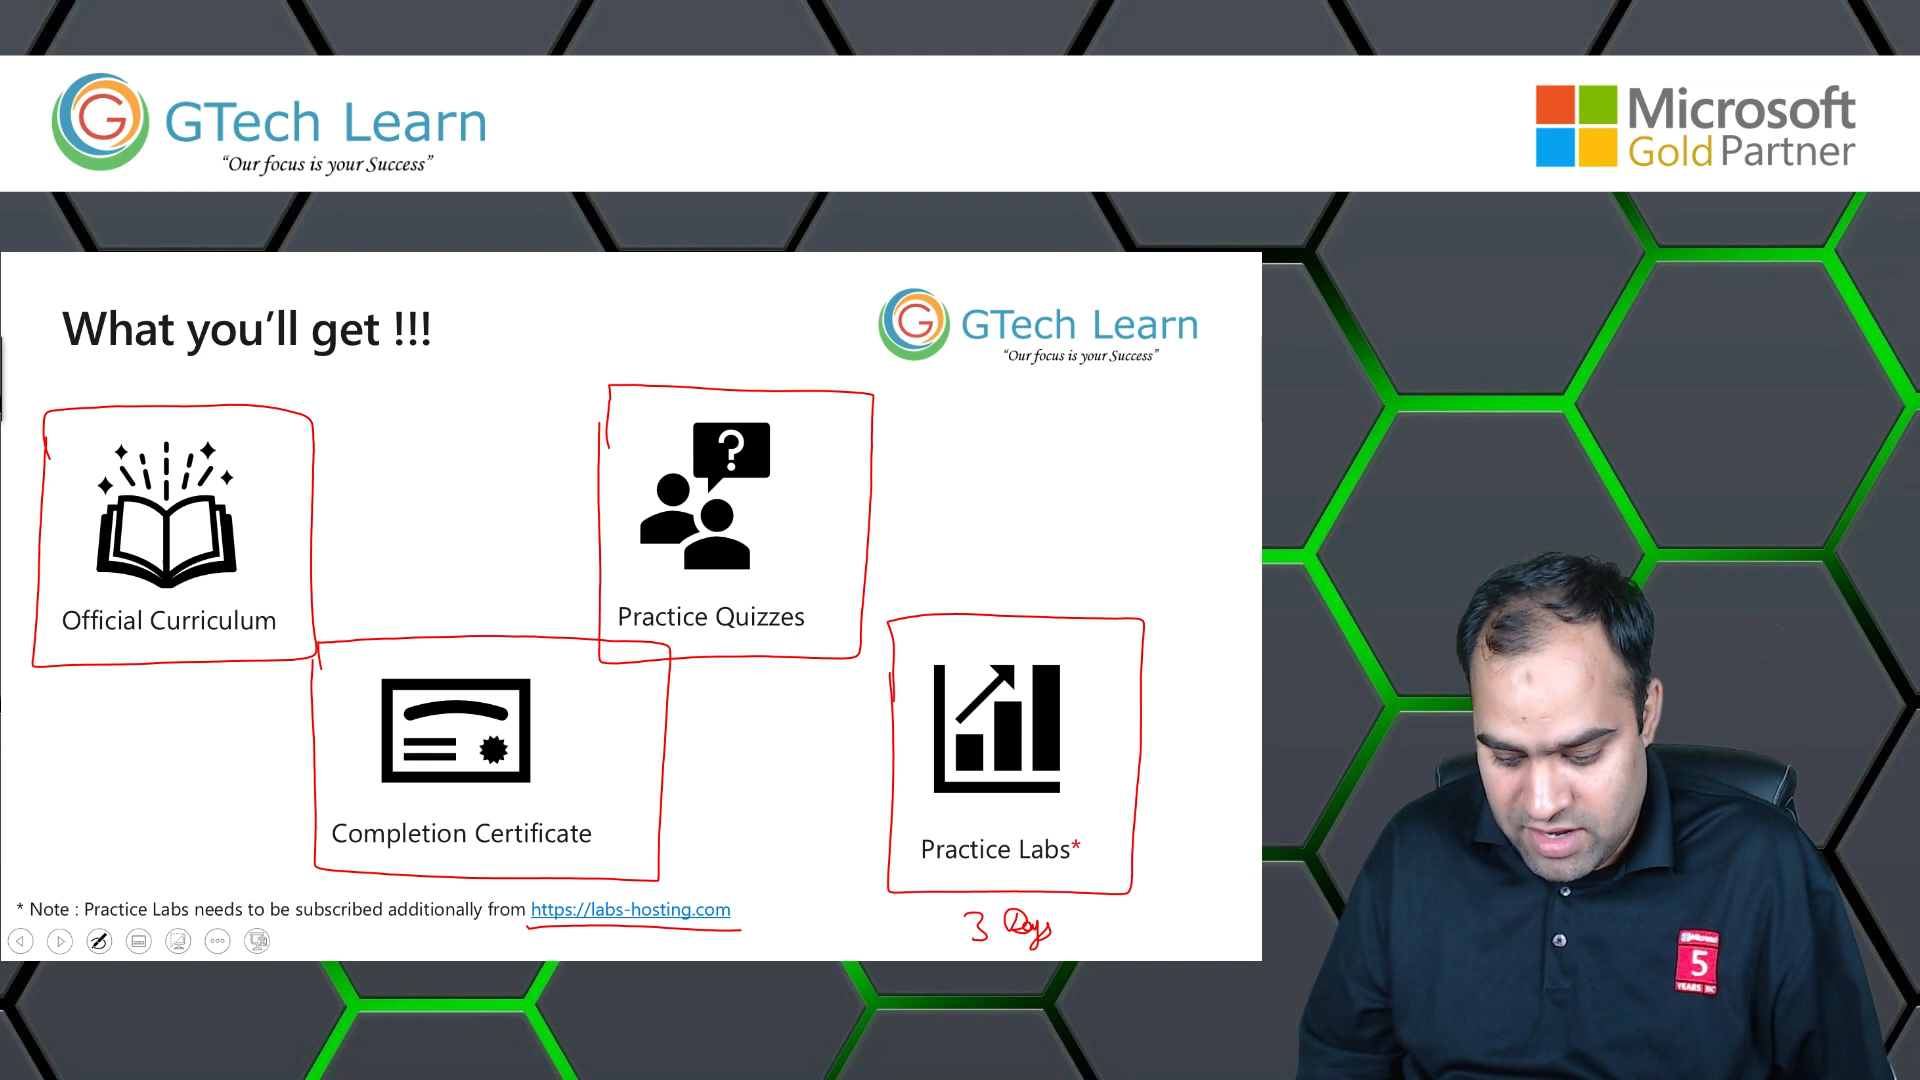 GTech Learn
“Our focus is your Success”
Microsoft
Gold Partner
What you’ll get !!!
GTech Learn
“Our focus is your Success”
Official Curriculum
Practice Quizzes
Completion Certificate
Practice Labs*
* Note : Practice Labs needs to be subscribed additionally from https://labs-hosting.com
3 Days
5
YEARS